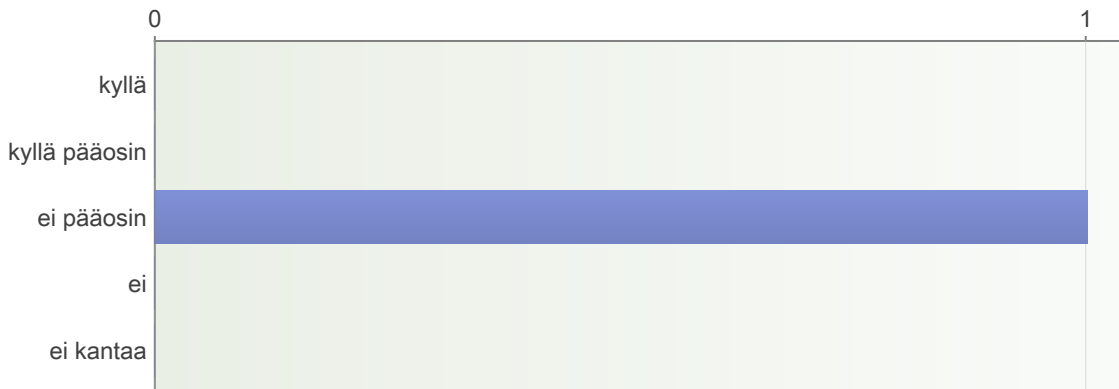 0 1
kyllä
kyllä pääosin
ei pääosin
ei
ei kantaa